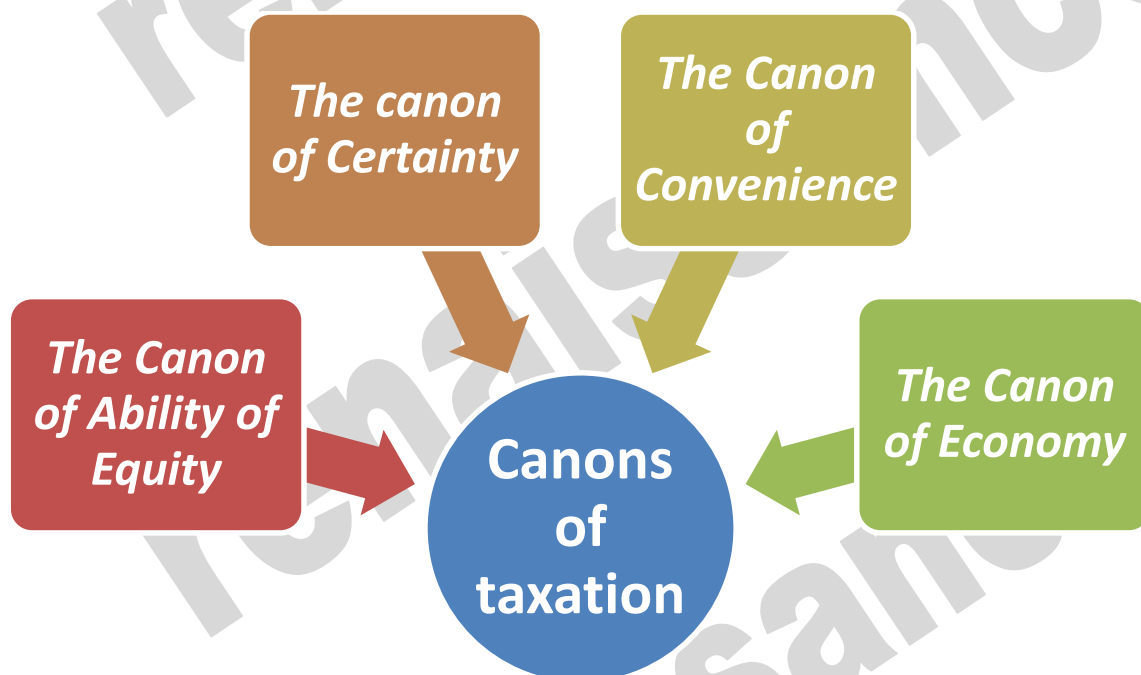 The canon
of Certainty
The Canon
of
Convenience
The Canon
of Ability of
Equity
The Canon
of Economy
Canons
of
taxation
renaissance